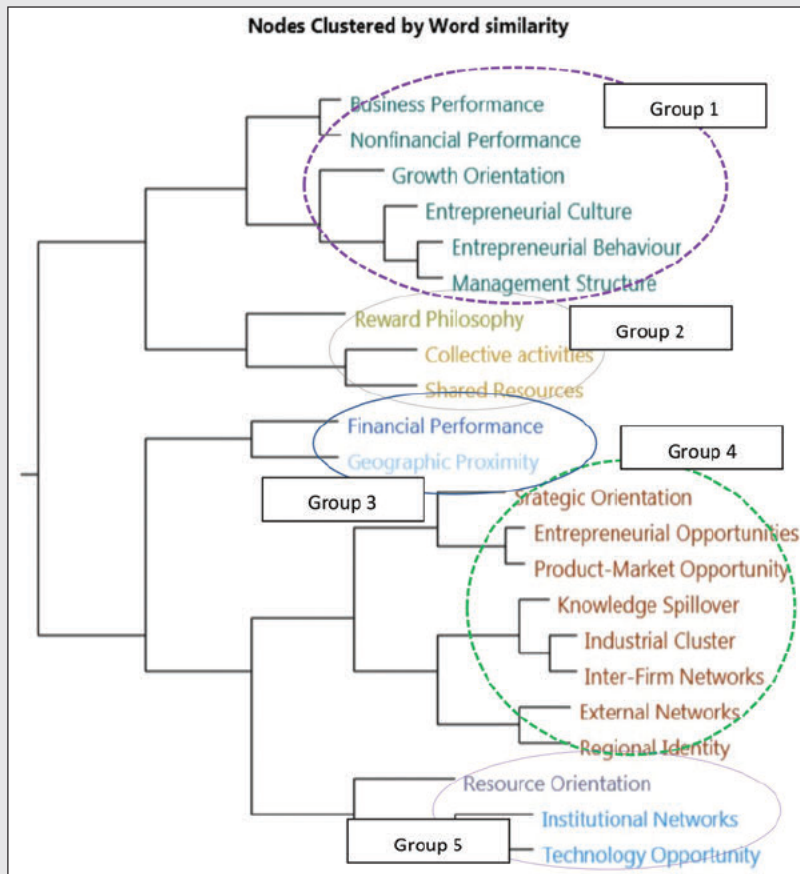 Nodes Clustered by Word similarity
Business Performance
Group 1
Nonfinancial Performance
Growth Orientation
Entrepreneurial Culture
Entrepreneurial Behaviour
Management Structure
Reward Philosophy
Group 2
Collective activities
Shared Resources
Financial Performance
Group 4
Geographic Proximity
Group 3
Srategic Orientation
Entrepreneurial Opportunities
Product-Market Opportunity
Knowledge Spillover
Industrial Cluster
Inter-Firm Networks
External Networks
Regional Identity
Resource Orientation
Institutional Networks
Group 5
Technology Opportunity